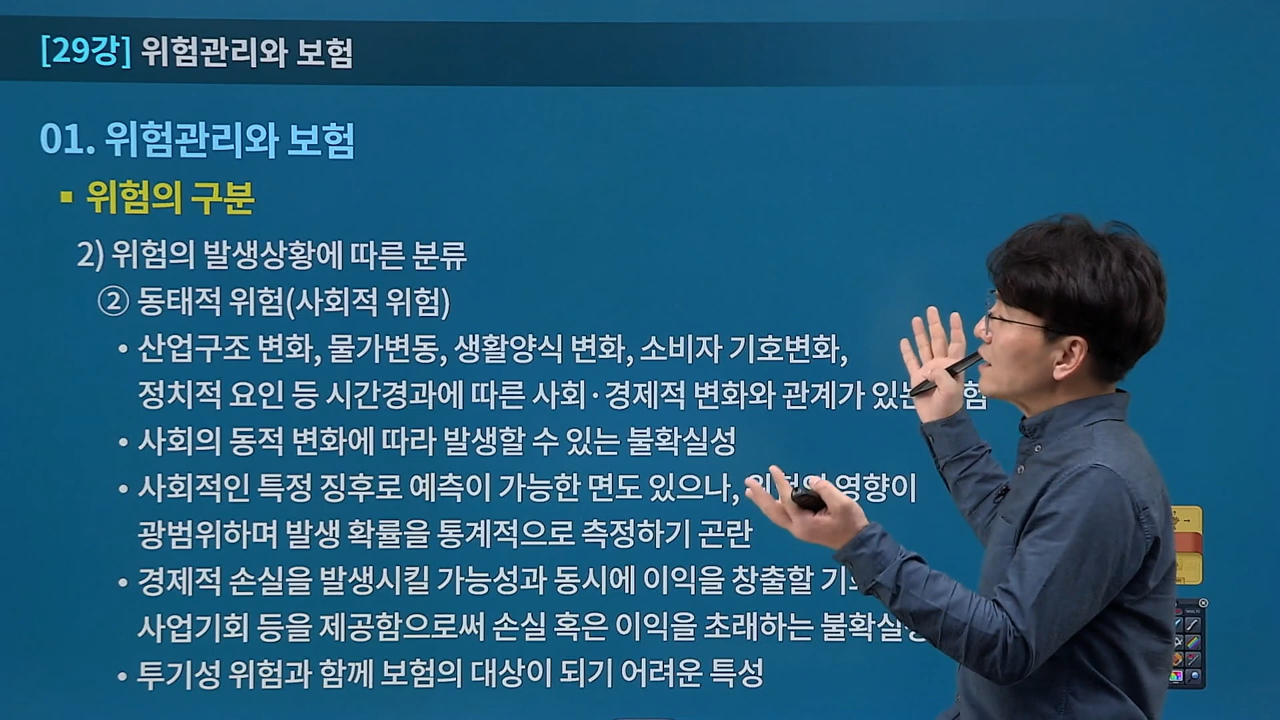 [29강] 위험관리와 보험
01. 위험관리와 보험
▪ 위험의 구분
2) 위험의 발생상황에 따른 분류
② 동태적 위험(사회적 위험)
• 산업구조 변화, 물가변동, 생활양식 변화, 소비자 기호변화,
정치적 요인 등 시간경과에 따른 사회·경제적 변화와 관계가 있는
• 사회의 동적 변화에 따라 발생할 수 있는 불확실성
• 사회적인 특정 징후로 예측이 가능한 면도 있으나, 위험의 영향이
광범위하며 발생 확률을 통계적으로 측정하기 곤란
• 경제적 손실을 발생시킬 가능성과 동시에 이익을 창출할
사업기회 등을 제공함으로써 손실 혹은 이익을 초래하는 불확실성
• 투기성 위험과 함께 보험의 대상이 되기 어려운 특성